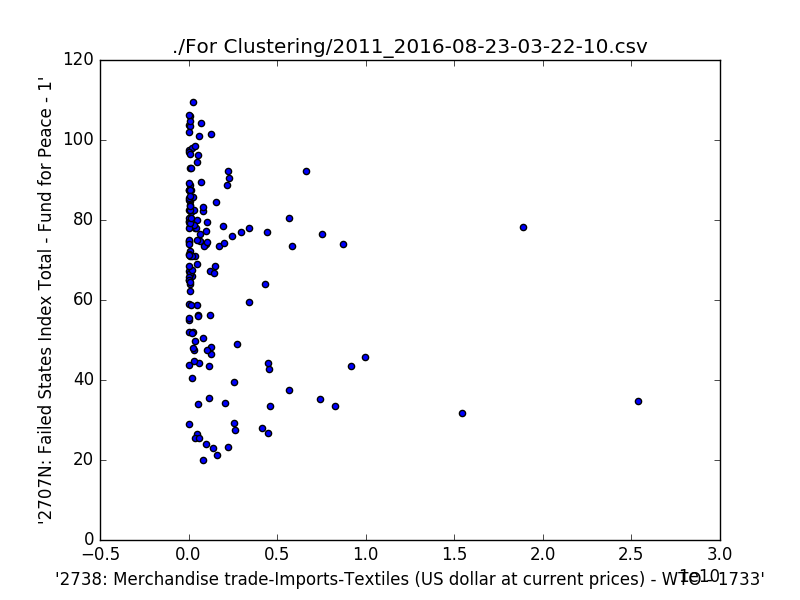 ./For Clustering/2011_2016-08-23-03-22-10.csv
120
100
80
60
40
20
0
'2707N: Failed States Index Total - Fund for Peace - 1'
−0.5 0.0 0.5 1.0 1.5 2.0 2.5 3.0
1e10
'2738: Merchandise trade-Imports-Textiles (US dollar at current prices) - WTO - 1733'